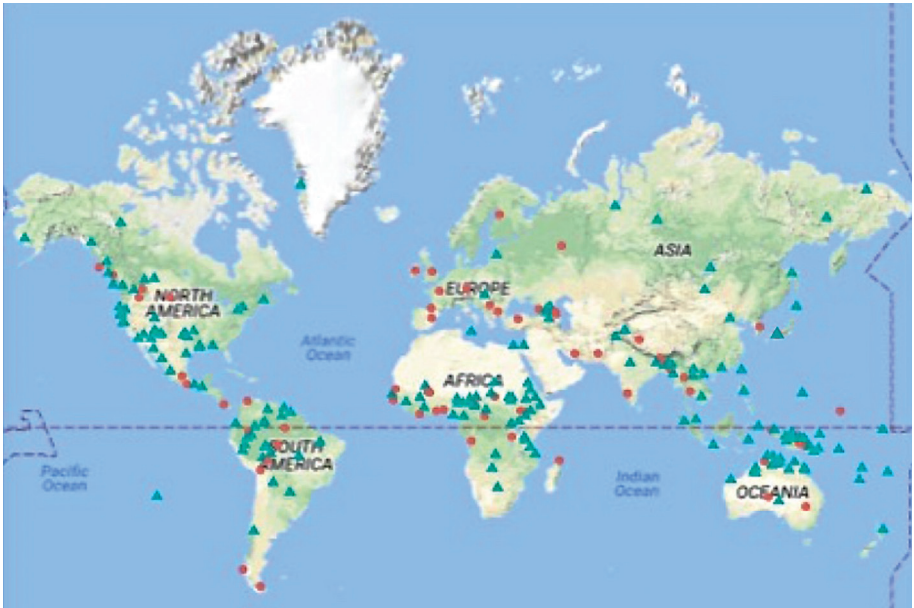 ASIA
EUROPE
NORTH
AMERICA
Atlantic
Ocean
AFRICA
SOUTH
AMERICA
Pacific
Ocean
Indian
Ocean
OCEANIA